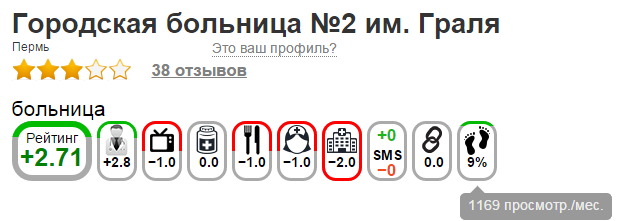 Городская больница №2 им. Граля
Пермь
Это ваш профиль?
38 отзывов
больница
Рейтинг
+2.71
+2.8
−1.0
0.0
−1.0
−1.0
−2.0
+0
SMS
−0
0.0
9%
1169 просмотр./мес.